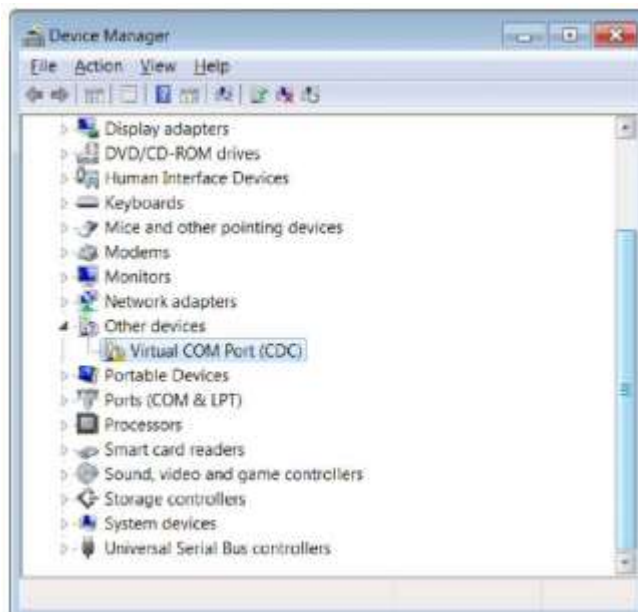 Device Manager
File Action View Help
Display adapters
DVD/CD-ROM drives
Human Interface Devices
Keyboards
Mice and other pointing devices
Modems
Monitors
Network adapters
Other devices
Virtual COM Port (CDC)
Portable Devices
Ports (COM & LPT)
Processors
Smart card readers
Sound, video and game controllers
Storage controllers
System devices
Universal Serial Bus controllers